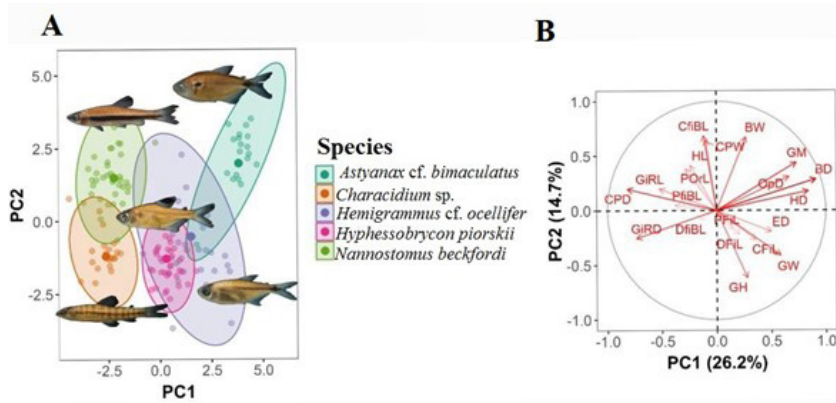 A
B
5.0
2.5
0.0
-2.5
PC2
-2.5
0.0
2.5
5.0
PC1
Species
Astyanax cf. bimaculatus
Characidium sp.
Hemigrammus cf. ocellifer
Hyphessobrycon piorskii
Nannostomus beckfordi
1.0
0.5
0.0
-0.5
-1.0
PC2 (14.7%)
CfiBL
BW
CPW
HL
GM
POrL
OpD
BD
GiRL
CPD
PfiBL
HD
PFiL
ED
GiRD
DfiBL
CFiL
GW
GH
-1.0
-0.5
0.0
0.5
1.0
PC1 (26.2%)